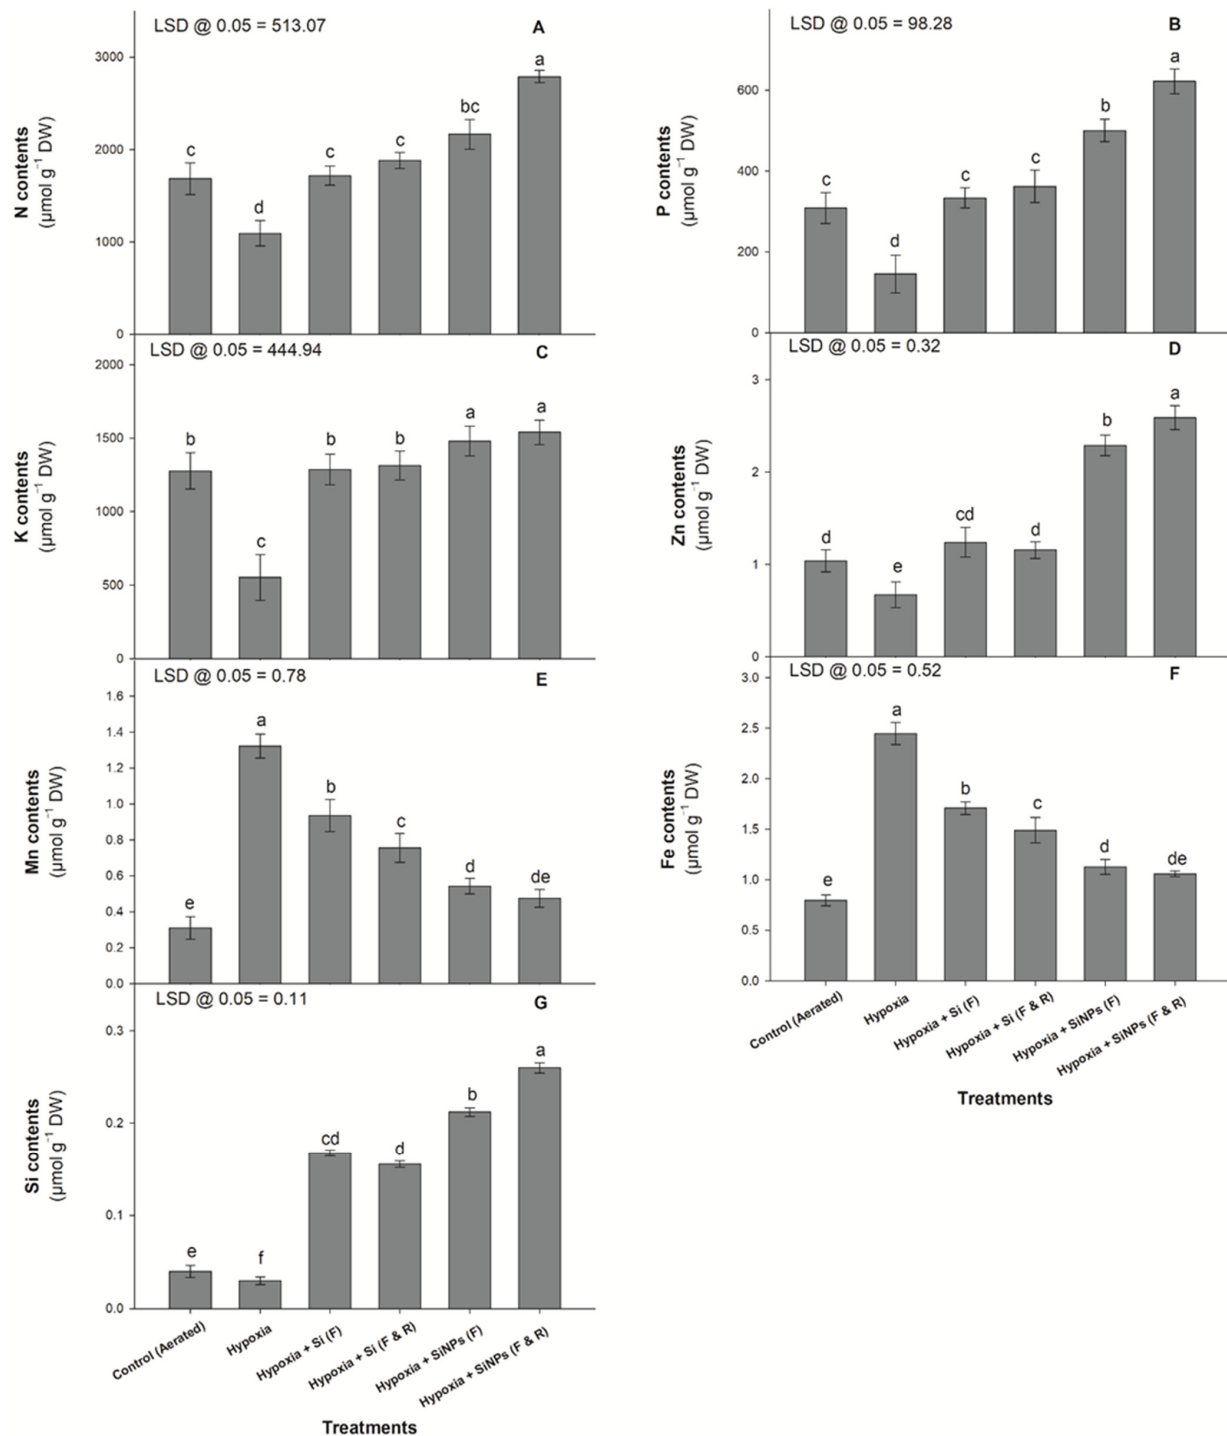 LSD @ 0.05 = 513.07
A
N contents
(μmol g⁻¹ DW)
3000
2000
1000
0
c
d
c
c
bc
a
LSD @ 0.05 = 98.28
B
P contents
(μmol g⁻¹ DW)
600
400
200
0
c
d
c
c
b
a
LSD @ 0.05 = 444.94
C
K contents
(μmol g⁻¹ DW)
2000
1500
1000
500
0
b
c
b
b
a
a
LSD @ 0.05 = 0.32
D
Zn contents
(μmol g⁻¹ DW)
3
2
1
0
d
e
cd
d
b
a
LSD @ 0.05 = 0.78
E
Mn contents
(μmol g⁻¹ DW)
1.6
1.4
1.2
1.0
0.8
0.6
0.4
0.2
0.0
e
a
b
c
d
de
LSD @ 0.05 = 0.52
F
Fe contents
(μmol g⁻¹ DW)
3.0
2.5
2.0
1.5
1.0
0.5
0.0
e
a
b
c
d
de
Control (Aerated)
Hypoxia
Hypoxia + Si (F)
Hypoxia + Si (F & R)
Hypoxia + SiNPs (F)
Hypoxia + SiNPs (F & R)
Treatments
LSD @ 0.05 = 0.11
G
Si contents
(μmol g⁻¹ DW)
0.3
0.2
0.1
0.0
e
f
cd
d
b
a
Control (Aerated)
Hypoxia
Hypoxia + Si (F)
Hypoxia + Si (F & R)
Hypoxia + SiNPs (F)
Hypoxia + SiNPs (F & R)
Treatments